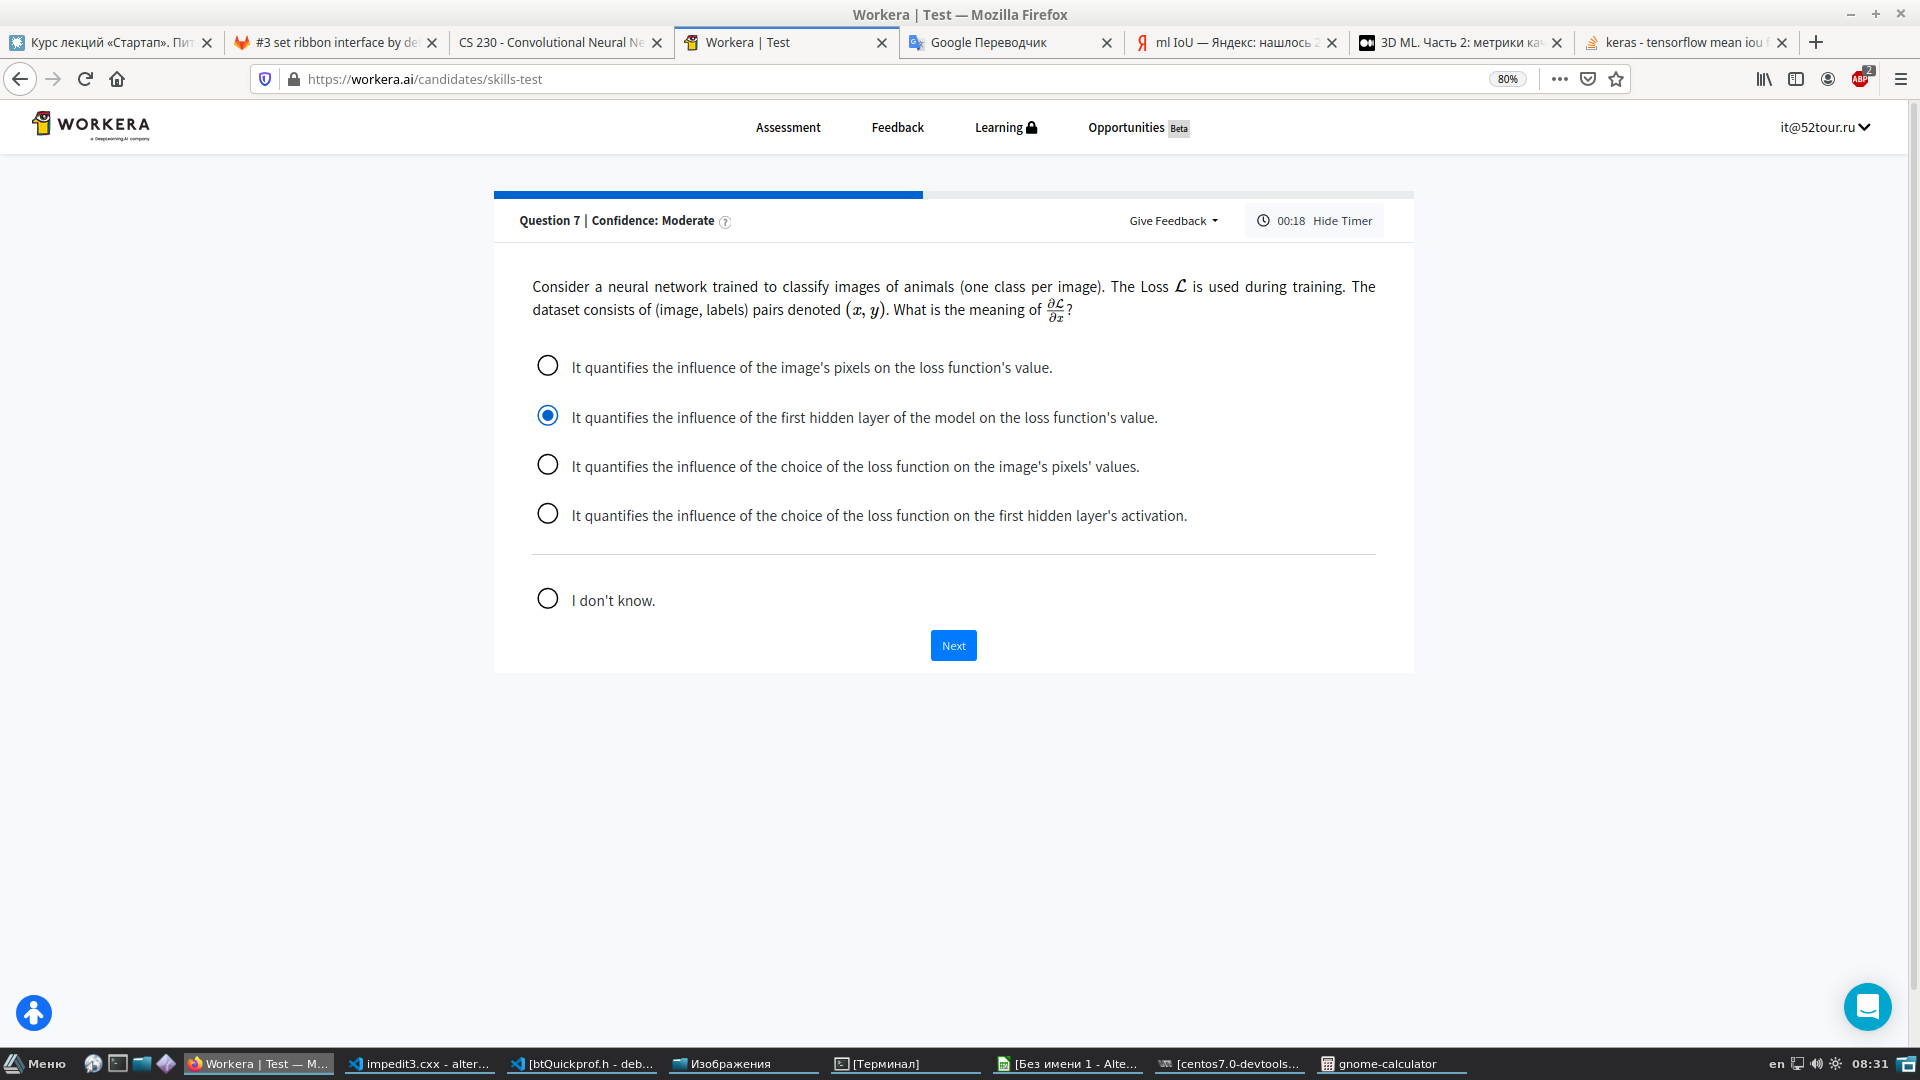 Workera | Test — Mozilla Firefox
Курс лекций «Стартап». Пит
#3 set ribbon interface by de
CS 230 - Convolutional Neural Ne
Workera | Test
Google Переводчик
ml IoU — Яндекс: нашлось 2
3D ML. Часть 2: метрики ка
keras - tensorflow mean iou f
https://workera.ai/candidates/skills-test
80%
ABP
2
WORKERA
a DeepLearning.AI company
Assessment
Feedback
Learning
Opportunities Beta
it@52tour.ru
Question 7 | Confidence: Moderate ?
Give Feedback
00:18 Hide Timer
Consider a neural network trained to classify images of animals (one class per image). The Loss ℒ is used during training. The
dataset consists of (image, labels) pairs denoted (x, y). What is the meaning of ∂ℒ/∂x?
It quantifies the influence of the image's pixels on the loss function's value.
It quantifies the influence of the first hidden layer of the model on the loss function's value.
It quantifies the influence of the choice of the loss function on the image's pixels' values.
It quantifies the influence of the choice of the loss function on the first hidden layer's activation.
I don't know.
Next
Меню
Workera | Test — M...
impedit3.cxx - alter...
[btQuickprof.h - deb...
Изображения
[Терминал]
[Без имени 1 - Alte...
[centos7.0-devtools...
gnome-calculator
en
08:31